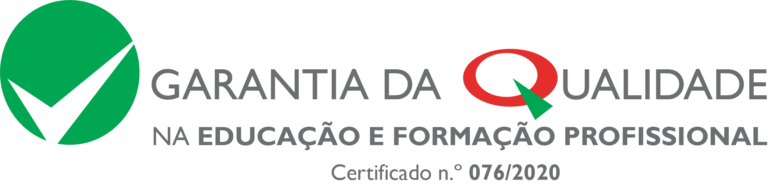 GARANTIA DA QUALIDADE
NA EDUCAÇÃO E FORMAÇÃO PROFISSIONAL
Certificado n.º 076/2020